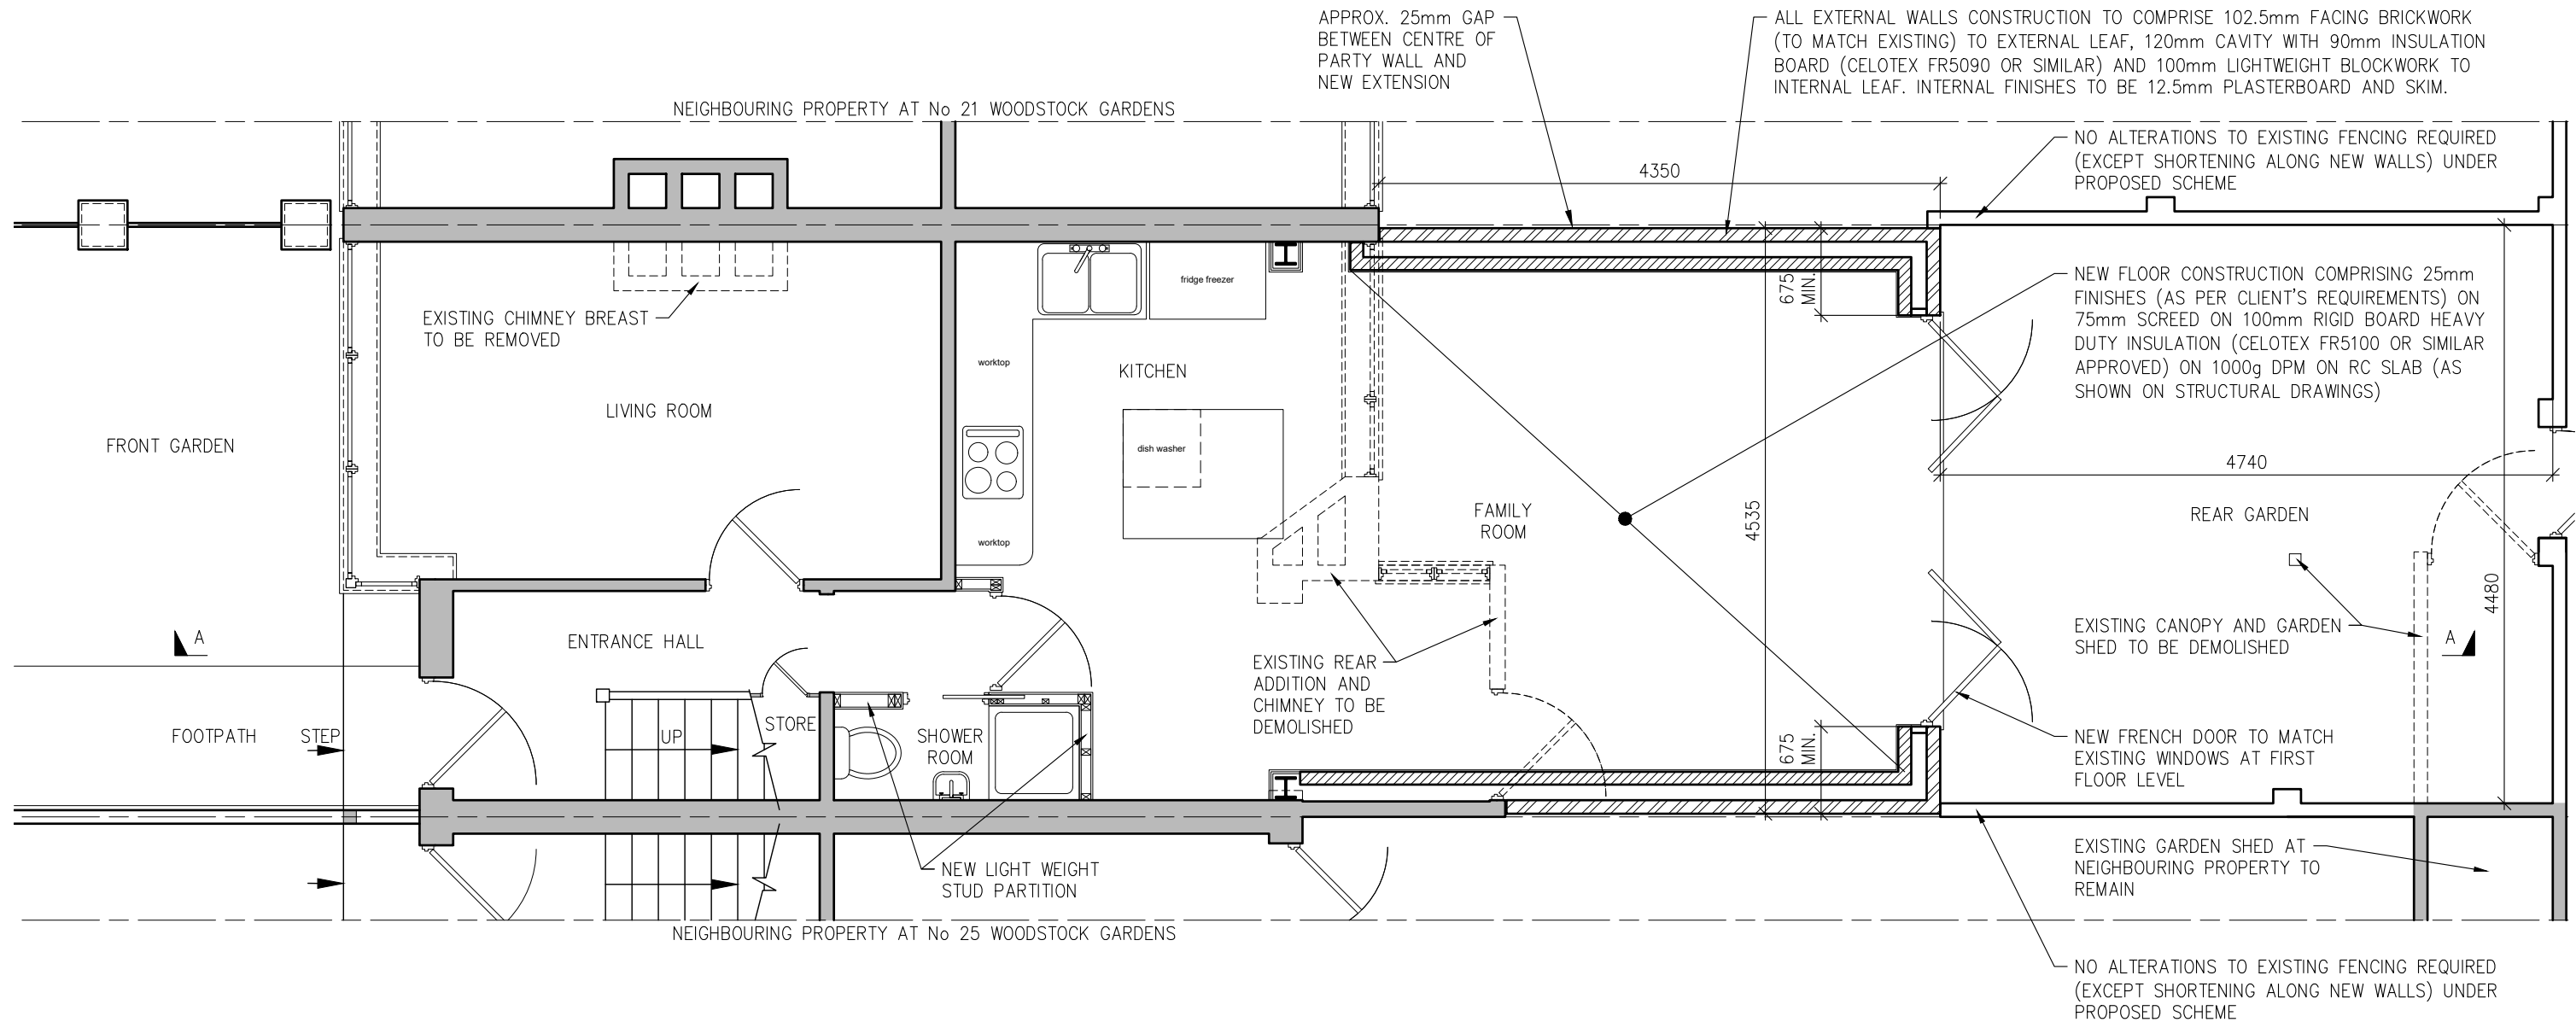 APPROX. 25mm GAP
BETWEEN CENTRE OF
PARTY WALL AND
NEW EXTENSION
ALL EXTERNAL WALLS CONSTRUCTION TO COMPRISE 102.5mm FACING BRICKWORK
(TO MATCH EXISTING) TO EXTERNAL LEAF, 120mm CAVITY WITH 90mm INSULATION
BOARD (CELOTEX FR5090 OR SIMILAR) AND 100mm LIGHTWEIGHT BLOCKWORK TO
INTERNAL LEAF. INTERNAL FINISHES TO BE 12.5mm PLASTERBOARD AND SKIM.
NEIGHBOURING PROPERTY AT No 21 WOODSTOCK GARDENS
NO ALTERATIONS TO EXISTING FENCING REQUIRED
(EXCEPT SHORTENING ALONG NEW WALLS) UNDER
PROPOSED SCHEME
4350
675
MIN.
fridge freezer
NEW FLOOR CONSTRUCTION COMPRISING 25mm
FINISHES (AS PER CLIENT'S REQUIREMENTS) ON
75mm SCREED ON 100mm RIGID BOARD HEAVY
DUTY INSULATION (CELOTEX FR5100 OR SIMILAR
APPROVED) ON 1000g DPM ON RC SLAB (AS
SHOWN ON STRUCTURAL DRAWINGS)
EXISTING CHIMNEY BREAST
TO BE REMOVED
worktop
KITCHEN
LIVING ROOM
FRONT GARDEN
dish washer
4740
FAMILY
ROOM
4535
REAR GARDEN
worktop
4480
A
ENTRANCE HALL
EXISTING CANOPY AND GARDEN
SHED TO BE DEMOLISHED
A
EXISTING REAR
ADDITION AND
CHIMNEY TO BE
DEMOLISHED
FOOTPATH
STEP
UP
STORE
SHOWER
ROOM
675
MIN.
NEW FRENCH DOOR TO MATCH
EXISTING WINDOWS AT FIRST
FLOOR LEVEL
NEW LIGHT WEIGHT
STUD PARTITION
EXISTING GARDEN SHED AT
NEIGHBOURING PROPERTY TO
REMAIN
NEIGHBOURING PROPERTY AT No 25 WOODSTOCK GARDENS
NO ALTERATIONS TO EXISTING FENCING REQUIRED
(EXCEPT SHORTENING ALONG NEW WALLS) UNDER
PROPOSED SCHEME